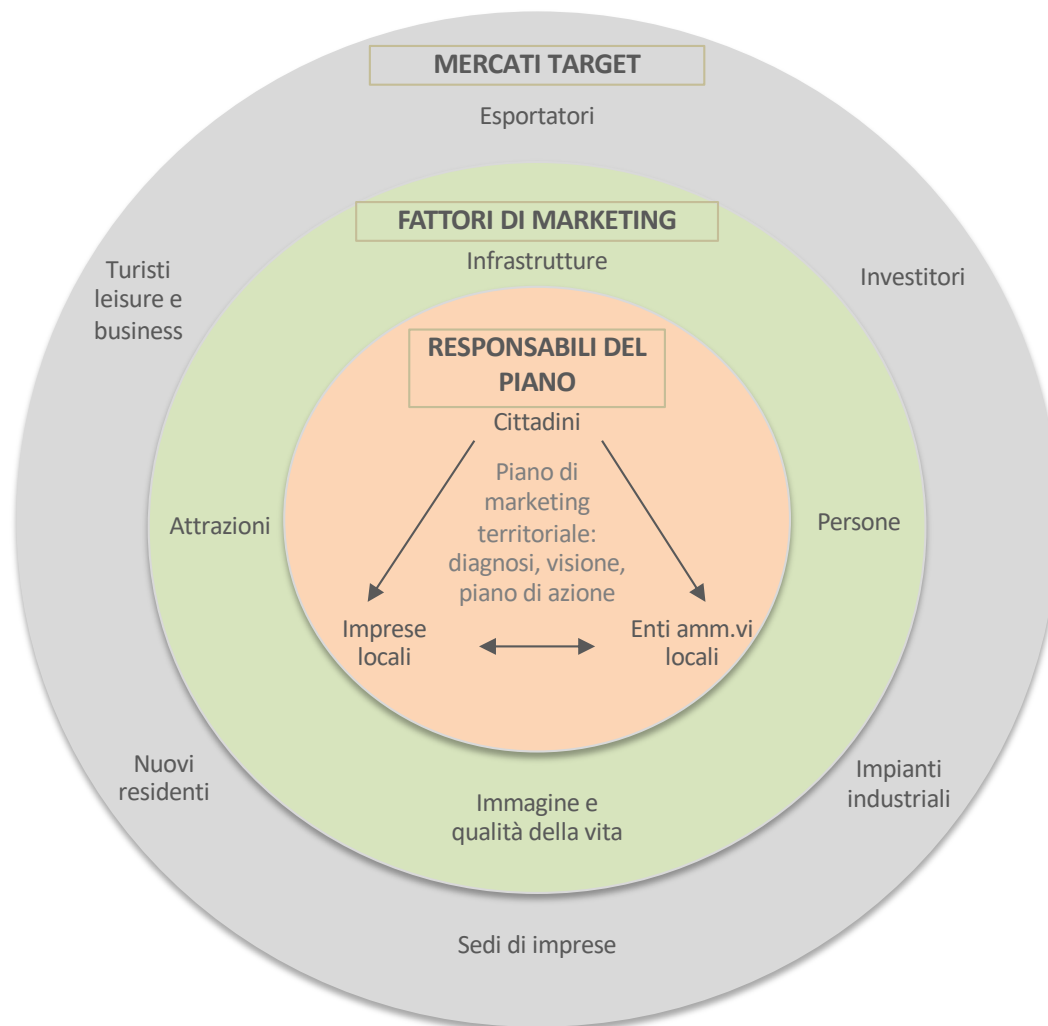 MERCATI TARGET
Esportatori
FATTORI DI MARKETING
Infrastrutture
Turisti
leisure e
business
Investitori
RESPONSABILI DEL
PIANO
Cittadini
Piano di
marketing
territoriale:
diagnosi, visione,
piano di azione
Attrazioni
Persone
Imprese
locali
Enti amm.vi
locali
Nuovi
residenti
Impianti
industriali
Immagine e
qualità della vita
Sedi di imprese